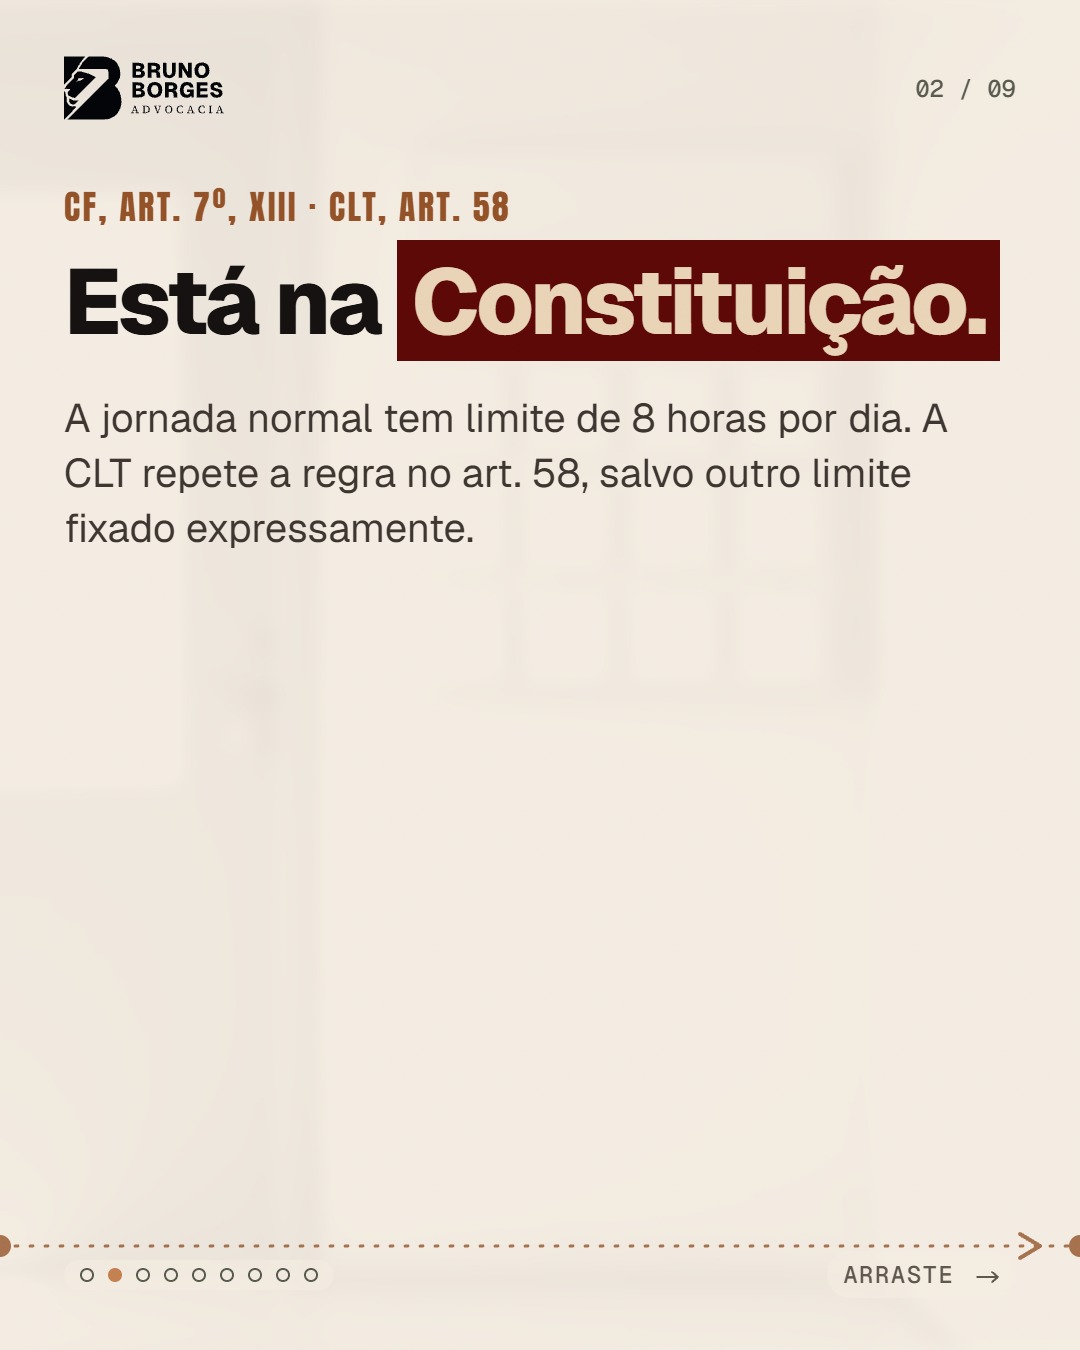 BRUNO
BORGES
ADVOCACIA
02 / 09
CF, ART. 7º, XIII · CLT, ART. 58
Está na Constituição.
A jornada normal tem limite de 8 horas por dia. A
CLT repete a regra no art. 58, salvo outro limite
fixado expressamente.
ARRASTE →